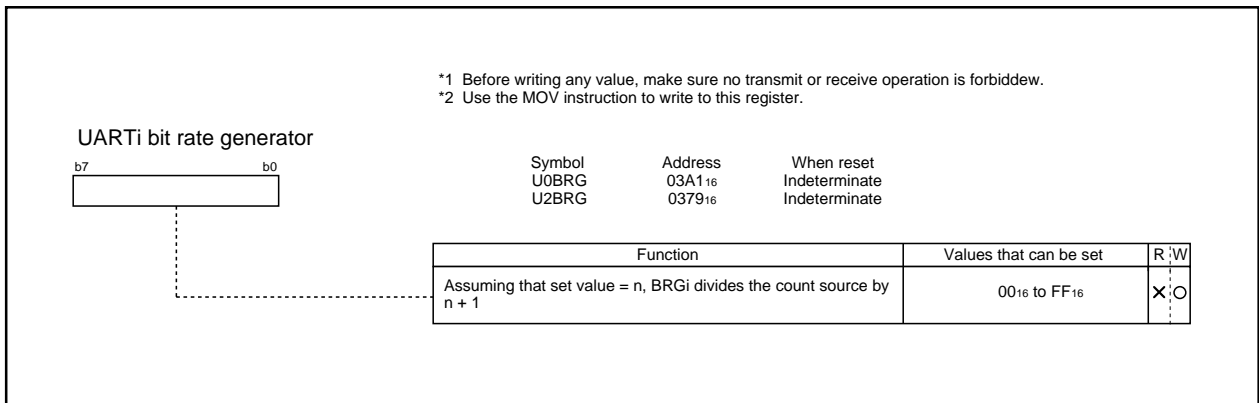 *1 Before writing any value, make sure no transmit or receive operation is forbiddew.
*2 Use the MOV instruction to write to this register.
UARTi bit rate generator
b7 b0
Symbol Address When reset
U0BRG 03A116 Indeterminate
U2BRG 037916 Indeterminate
Function Values that can be set R W
Assuming that set value = n, BRGi divides the count source by
n + 1
0016 to FF16